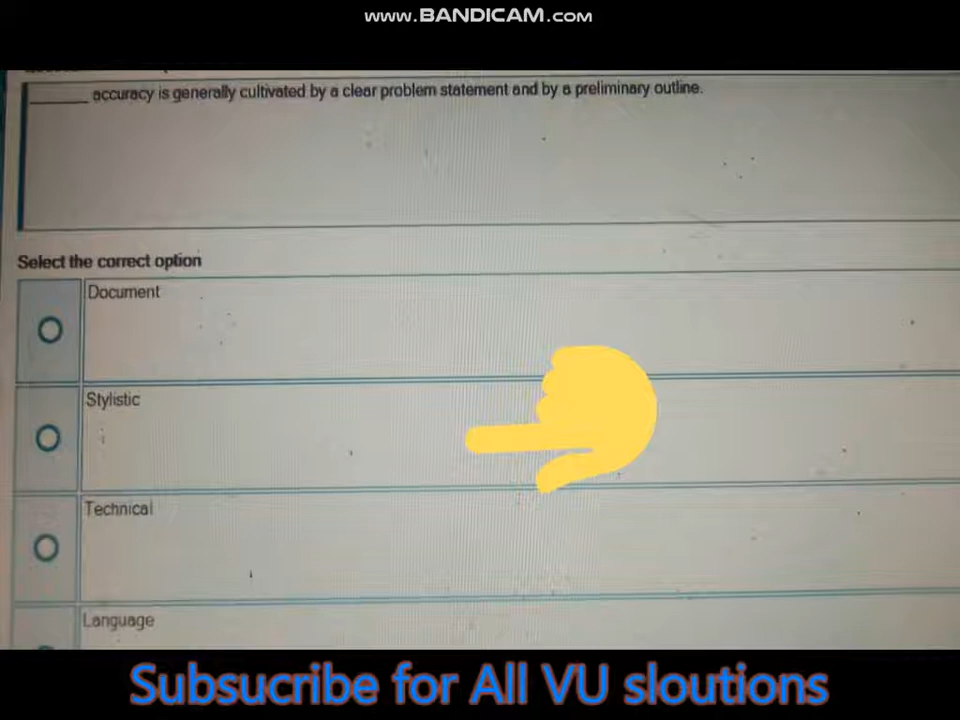 www.BANDICAM.com
______ accuracy is generally cultivated by a clear problem statement and by a preliminary outline.
Select the correct option
Document
Stylistic
Technical
Language
Subsucribe for All VU sloutions